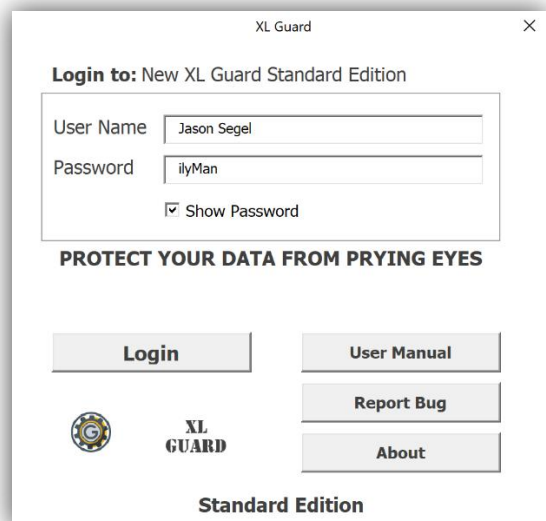 XL Guard
Login to: New XL Guard Standard Edition
User Name Jason Segel
Password ilyMan
Show Password
PROTECT YOUR DATA FROM PRYING EYES
Login
User Manual
Report Bug
G
XL
GUARD
About
Standard Edition